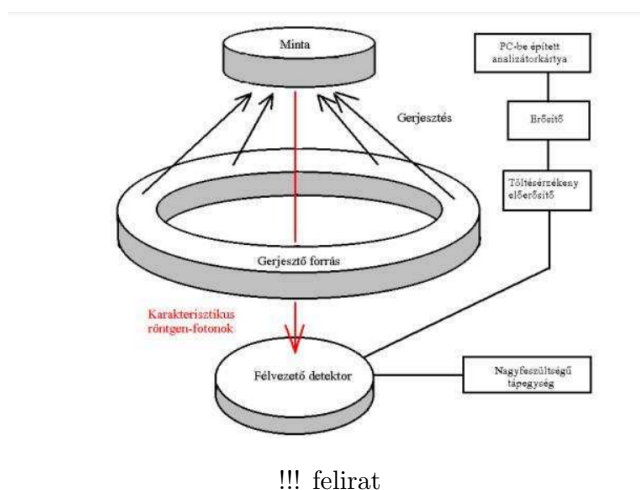 Minta
PC-be épített
analizátorkártya
Gerjesztés
Erősítő
Töltésérzékeny
előerősítő
Gerjesztő forrás
Karakterisztikus
röntgen-fotonok
Félvezető detektor
Nagyfeszültségű
tápegység
!!! felirat